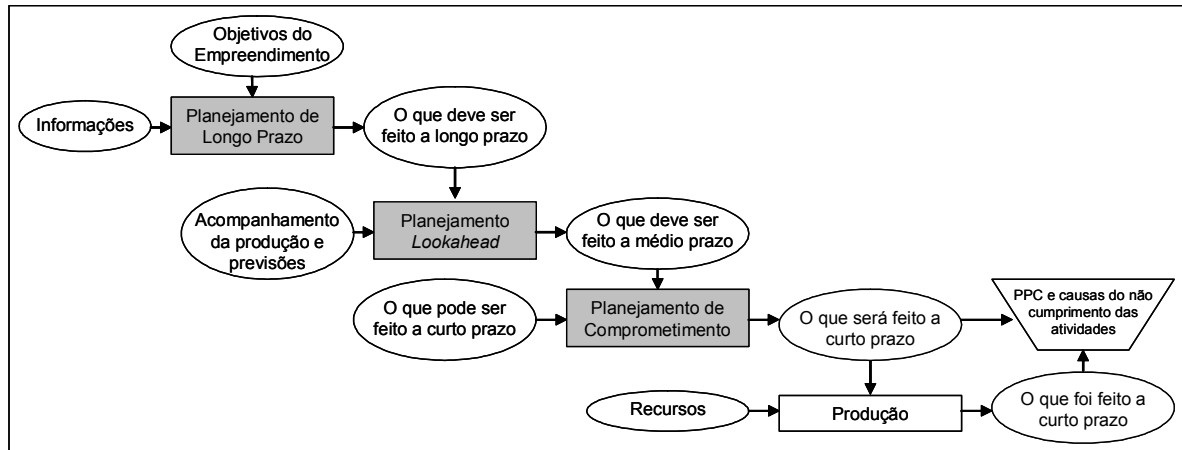 Objetivos do
Empreendimento
Informações
Planejamento de
Longo Prazo
O que deve ser
feito a longo prazo
Acompanhamento
da produção e
previsões
Planejamento
Lookahead
O que deve ser
feito a médio prazo
O que pode ser
feito a curto prazo
Planejamento de
Comprometimento
O que será feito a
curto prazo
PPC e causas do não
cumprimento das
atividades
Recursos
Produção
O que foi feito a
curto prazo